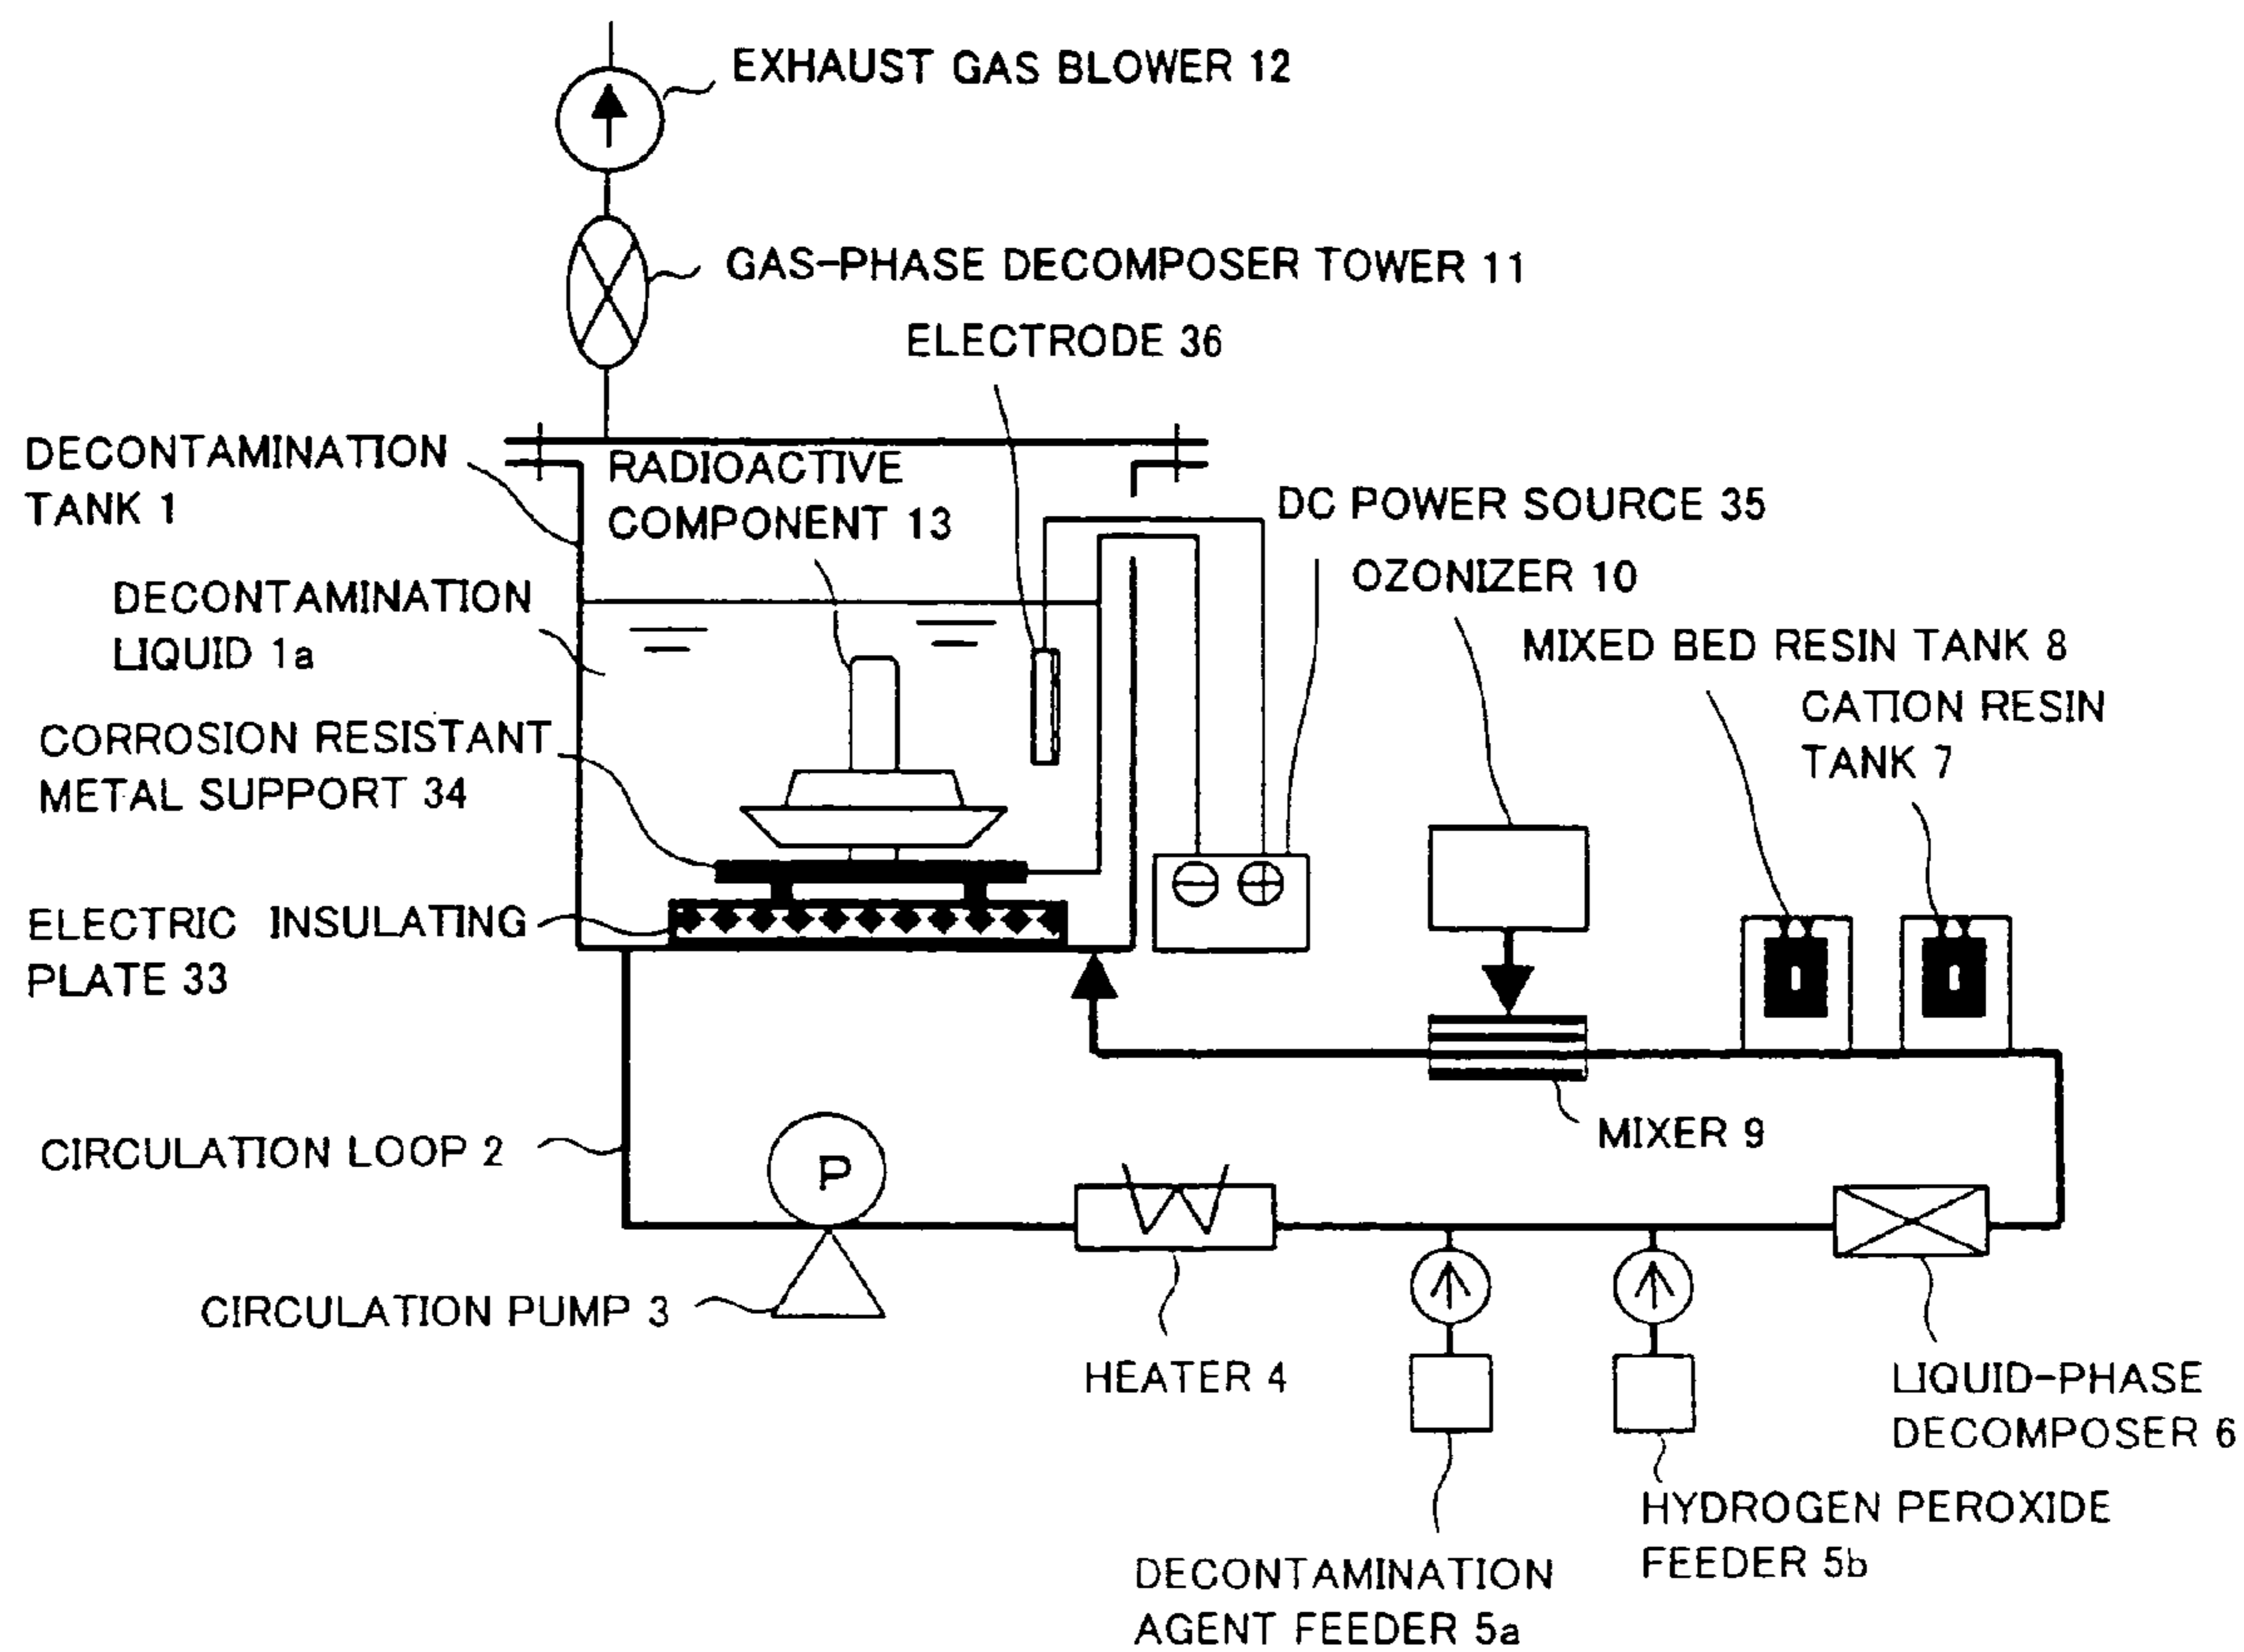 EXHAUST GAS BLOWER 12
GAS-PHASE DECOMPOSER TOWER 11
ELECTRODE 36
DECONTAMINATION
TANK 1
RADIOACTIVE
COMPONENT 13
DC POWER SOURCE 35
OZONIZER 10
DECONTAMINATION
LIQUID 1a
MIXED BED RESIN TANK 8
CATION RESIN
TANK 7
CORROSION RESISTANT
METAL SUPPORT 34
ELECTRIC INSULATING
PLATE 33
MIXER 9
CIRCULATION LOOP 2
P
CIRCULATION PUMP 3
HEATER 4
LIQUID-PHASE
DECOMPOSER 6
HYDROGEN PEROXIDE
FEEDER 5b
DECONTAMINATION
AGENT FEEDER 5a